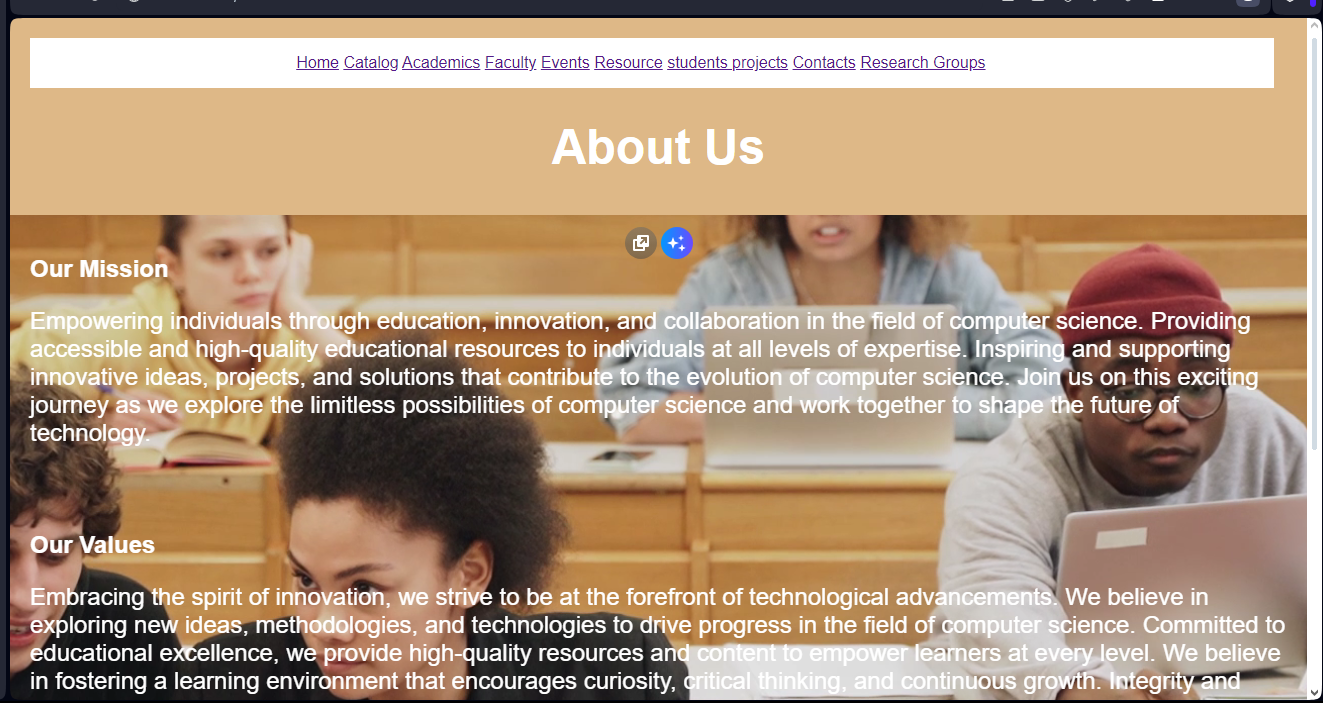 Home Catalog Academics Faculty Events Resource students projects Contacts Research Groups
About Us
Our Mission
Empowering individuals through education, innovation, and collaboration in the field of computer science. Providing
accessible and high-quality educational resources to individuals at all levels of expertise. Inspiring and supporting
innovative ideas, projects, and solutions that contribute to the evolution of computer science. Join us on this exciting
journey as we explore the limitless possibilities of computer science and work together to shape the future of
technology.
Our Values
Embracing the spirit of innovation, we strive to be at the forefront of technological advancements. We believe in
exploring new ideas, methodologies, and technologies to drive progress in the field of computer science. Committed to
educational excellence, we provide high-quality resources and content to empower learners at every level. We believe
in fostering a learning environment that encourages curiosity, critical thinking, and continuous growth. Integrity and